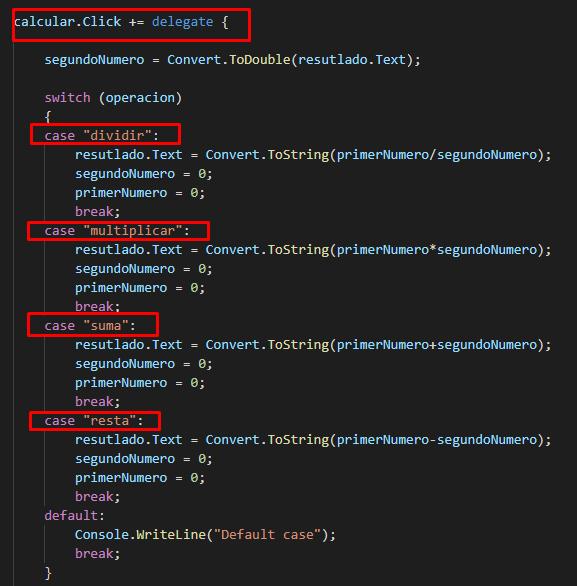 calcular.Click += delegate {
segundoNumero = Convert.ToDouble(resutlado.Text);
switch (operacion)
{
case "dividir":
resutlado.Text = Convert.ToString(primerNumero/segundoNumero);
segundoNumero = 0;
primerNumero = 0;
break;
case "multiplicar":
resutlado.Text = Convert.ToString(primerNumero*segundoNumero);
segundoNumero = 0;
primerNumero = 0;
break;
case "suma":
resutlado.Text = Convert.ToString(primerNumero+segundoNumero);
segundoNumero = 0;
primerNumero = 0;
break;
case "resta":
resutlado.Text = Convert.ToString(primerNumero-segundoNumero);
segundoNumero = 0;
primerNumero = 0;
break;
default:
Console.WriteLine("Default case");
break;
}